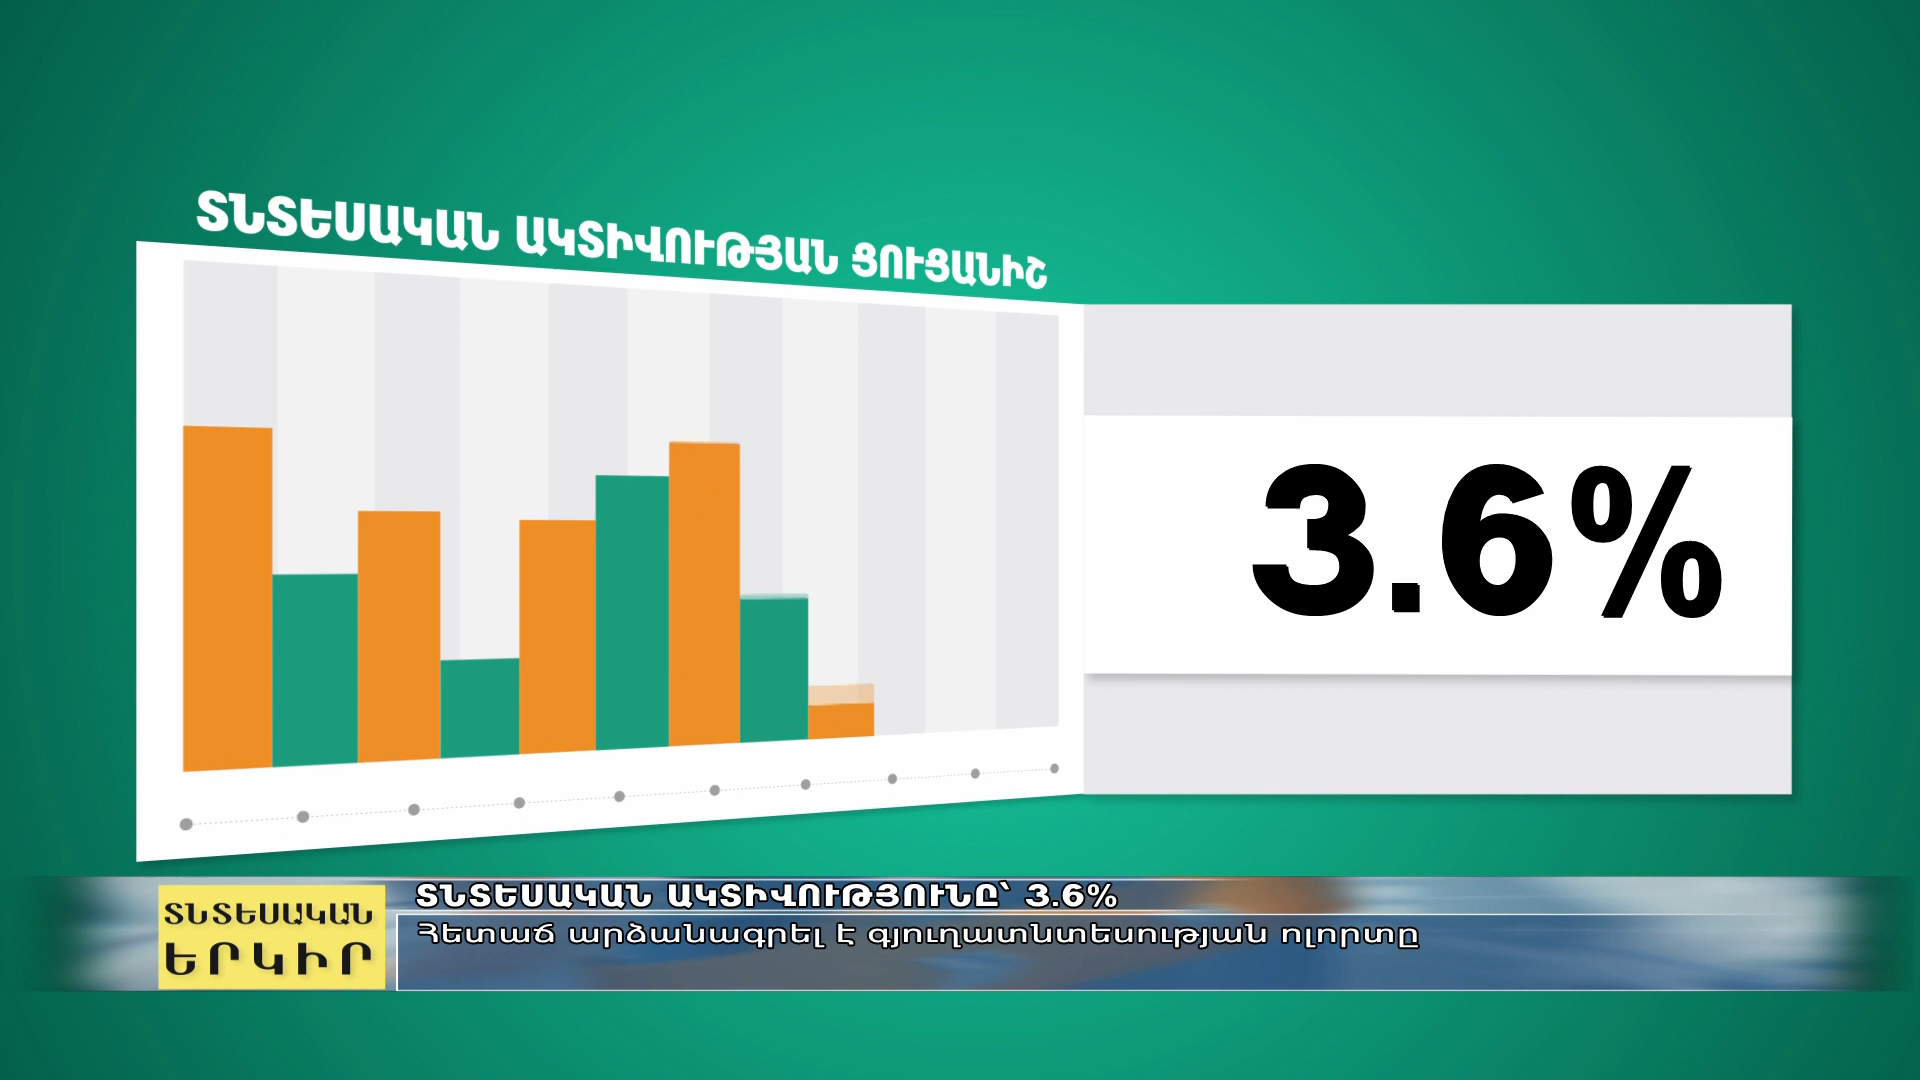 ՏՆՏԵՍԱԿԱՆ ԱԿՏԻՎՈՒԹՅԱՆ ՑՈՒՑԱՆԻՇ
3.6%
ՏՆՏԵՍԱԿԱՆ ԱԿՏԻՎՈՒԹՅՈՒՆԸ՝ 3.6%
ՏՆՏԵՍԱԿԱՆ
ԵՐԿԻՐ
Հետաճ արձանագրել է գյուղատնտեսության ոլորտը